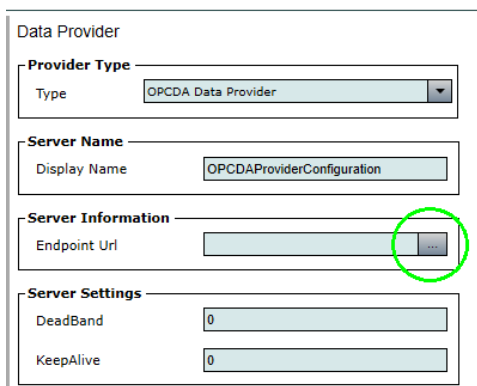 Data Provider
Provider Type
Type OPCDA Data Provider
Server Name
Display Name OPCDAProviderConfiguration
Server Information
Endpoint Url ...
Server Settings
DeadBand 0
KeepAlive 0